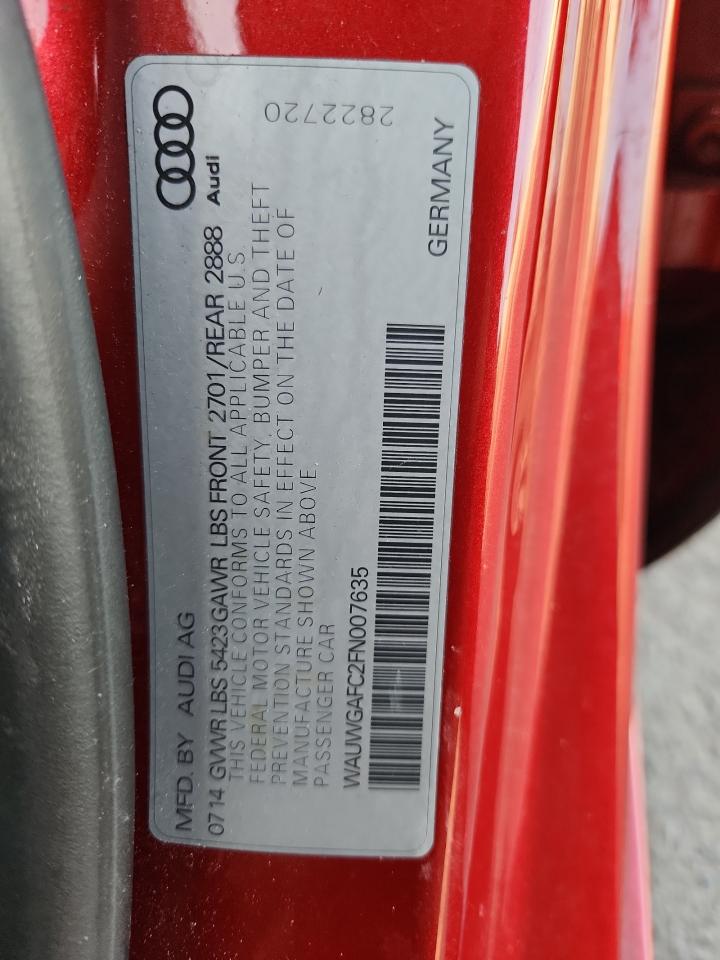 Audi
MFD. BY AUDI AG
0714 GVWR LBS 5423 GAWR LBS FRONT 2701/REAR 2888
THIS VEHICLE CONFORMS TO ALL APPLICABLE U.S
FEDERAL MOTOR VEHICLE SAFETY, BUMPER AND THEFT
PREVENTION STANDARDS IN EFFECT ON THE DATE OF
MANUFACTURE SHOWN ABOVE
PASSENGER CAR
WAUWGAFC2FN007635
GERMANY
2822720